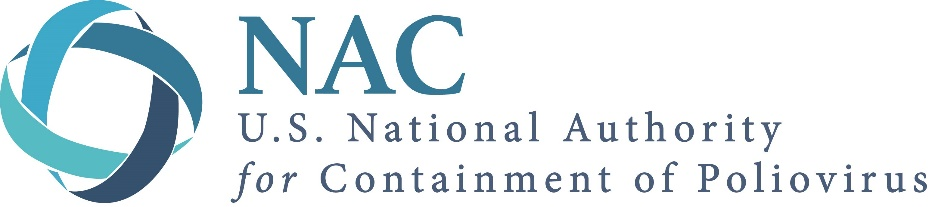 NAC
U.S. National Authority
for Containment of Poliovirus